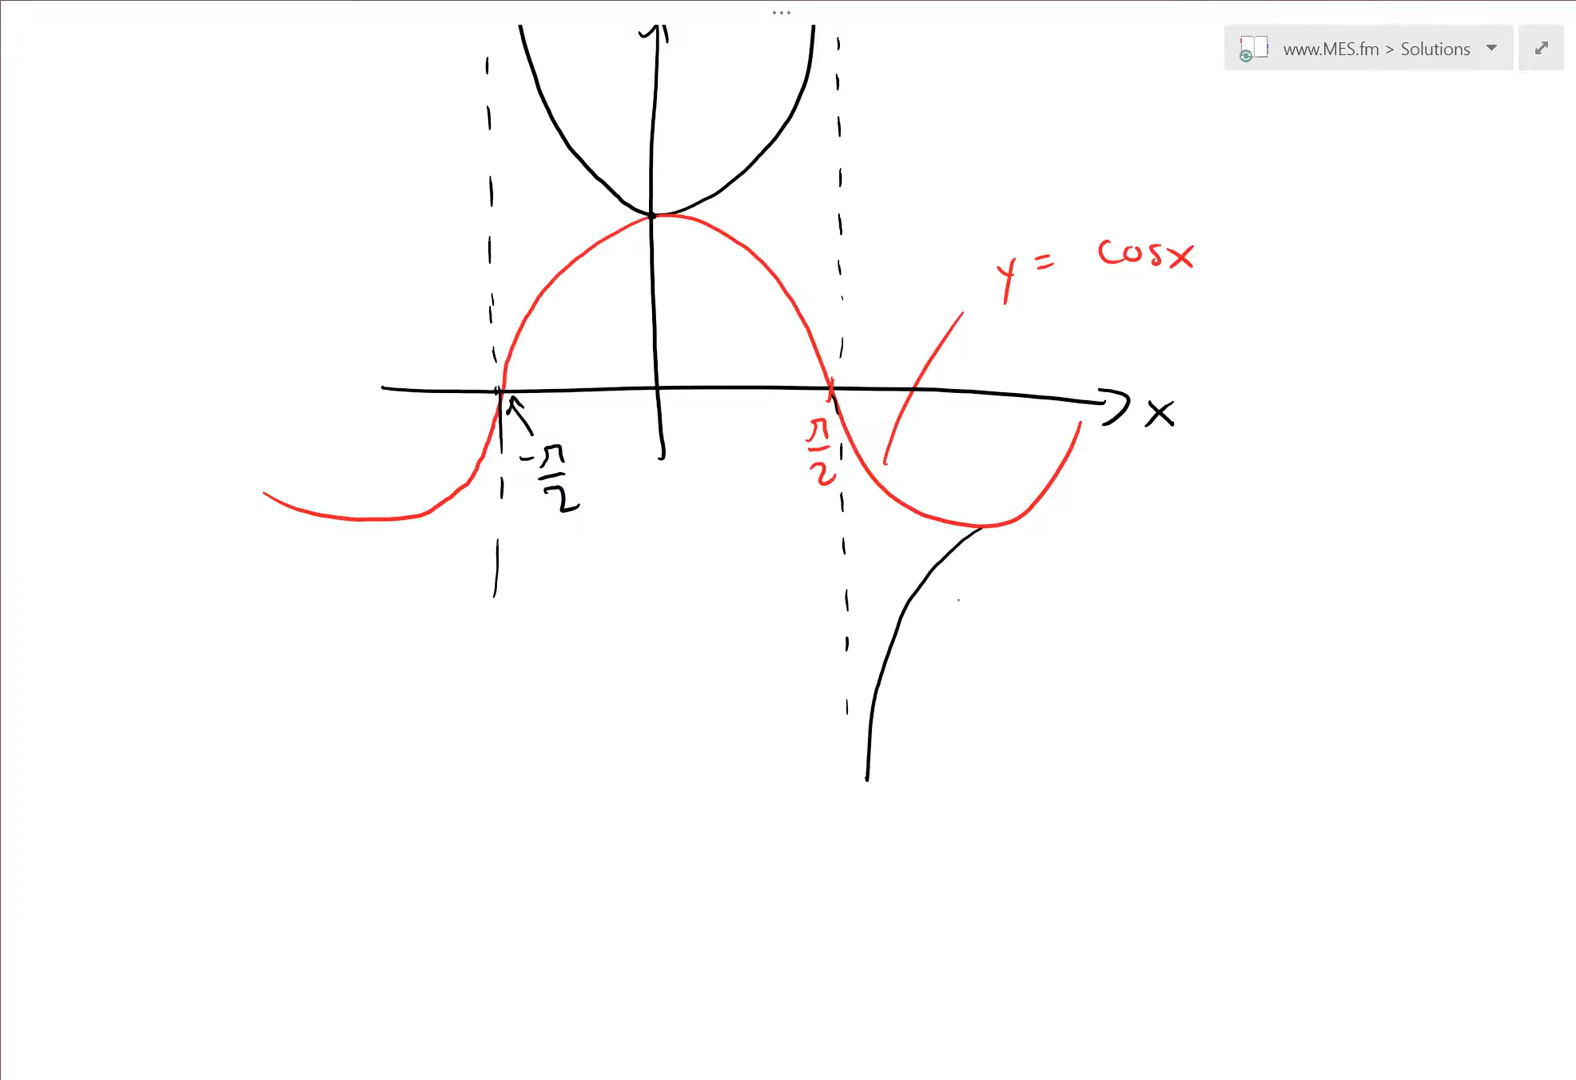 www.MES.fm > Solutions
y
y = cosx
x
-π/2
π/2